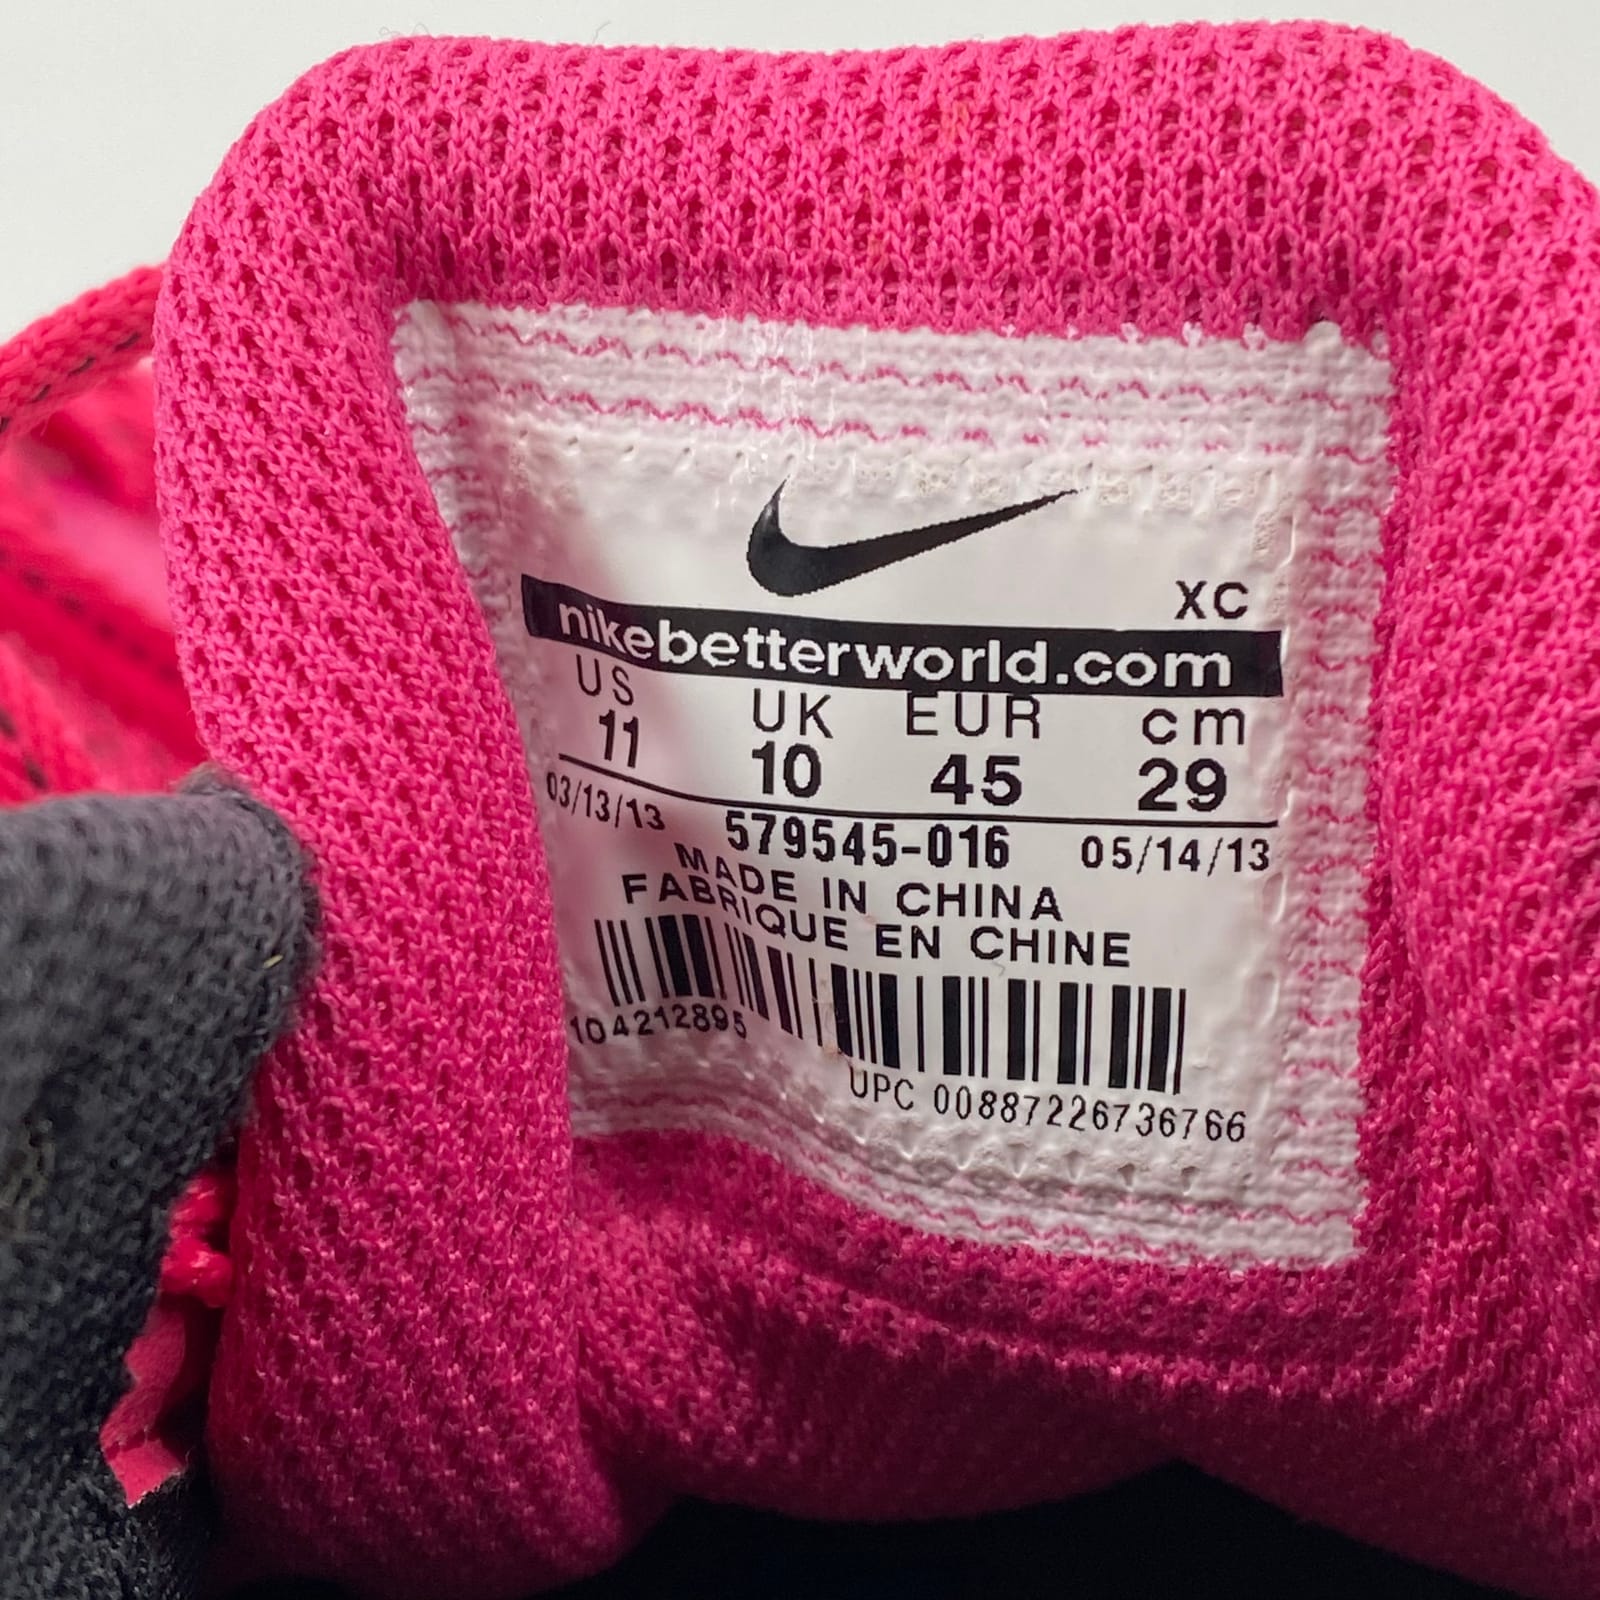 XC
nikebetterworld.com
US UK EUR cm
11 10 45 29
03/13/13 579545-016 05/14/13
MADE IN CHINA
FABRIQUE EN CHINE
104212895
UPC 00887226736766